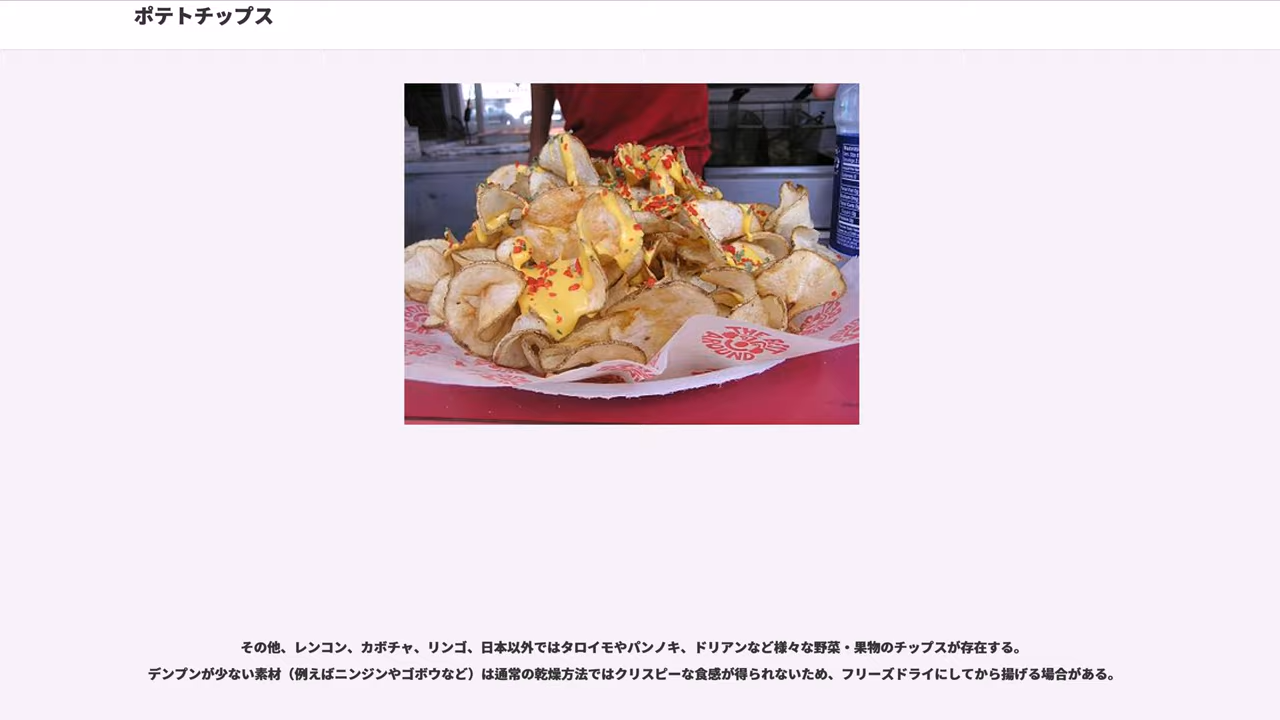 ポテトチップス
THE
WOUND
その他、レンコン、カボチャ、リンゴ、日本以外ではタロイモやパンノキ、ドリアンなど様々な野菜・果物のチップスが存在する。
デンプンが少ない素材（例えばニンジンやゴボウなど）は通常の乾燥方法ではクリスピーな食感が得られないため、フリーズドライにしてから揚げる場合がある。